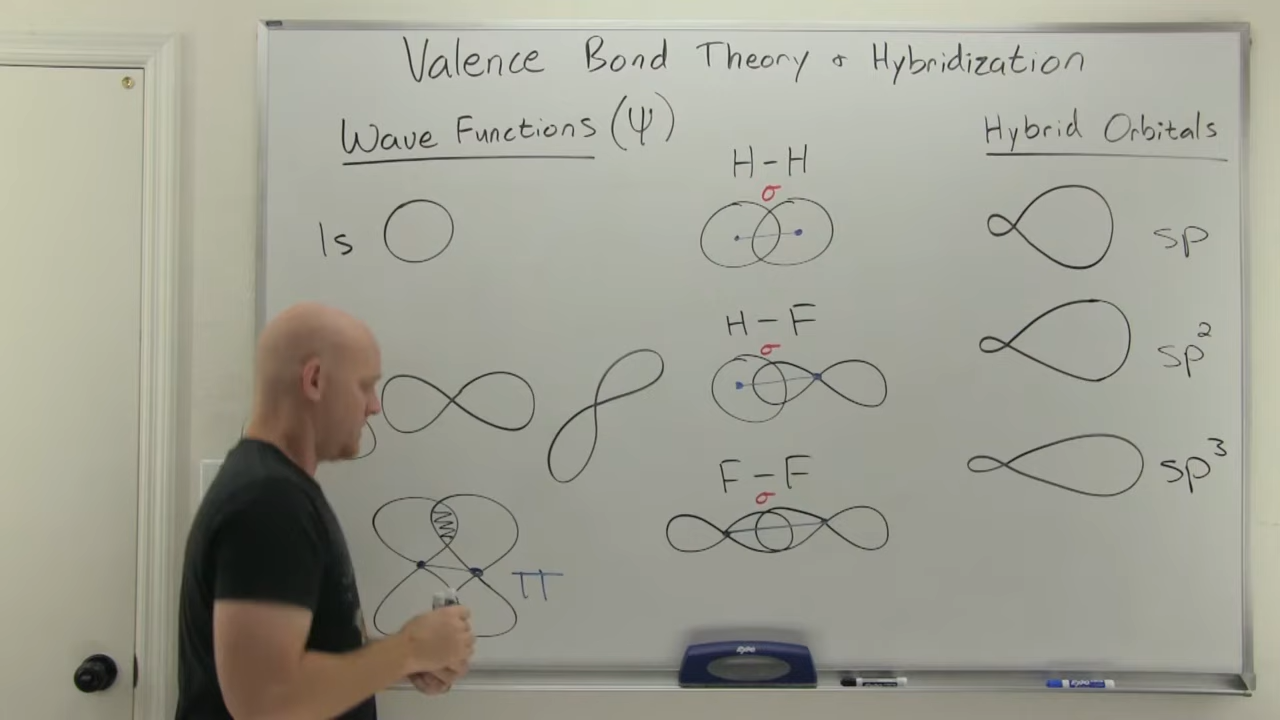 Valence Bond Theory & Hybridization
Wave Functions (Ψ)
1s
H-H
σ
H-F
σ
F-F
σ
π
Hybrid Orbitals
sp
sp²
sp³